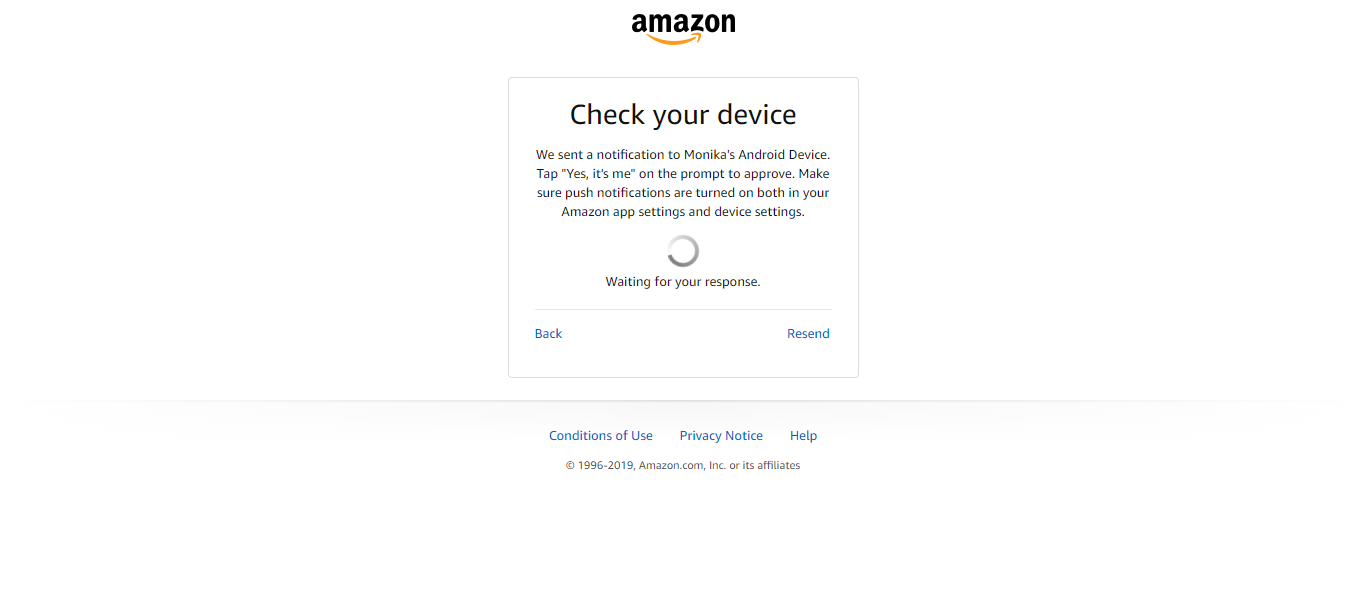 amazon
Check your device
We sent a notification to Monika's Android Device.
Tap "Yes, it's me" on the prompt to approve. Make
sure push notifications are turned on both in your
Amazon app settings and device settings.
Waiting for your response.
Back Resend
Conditions of Use Privacy Notice Help
© 1996-2019, Amazon.com, Inc. or its affiliates